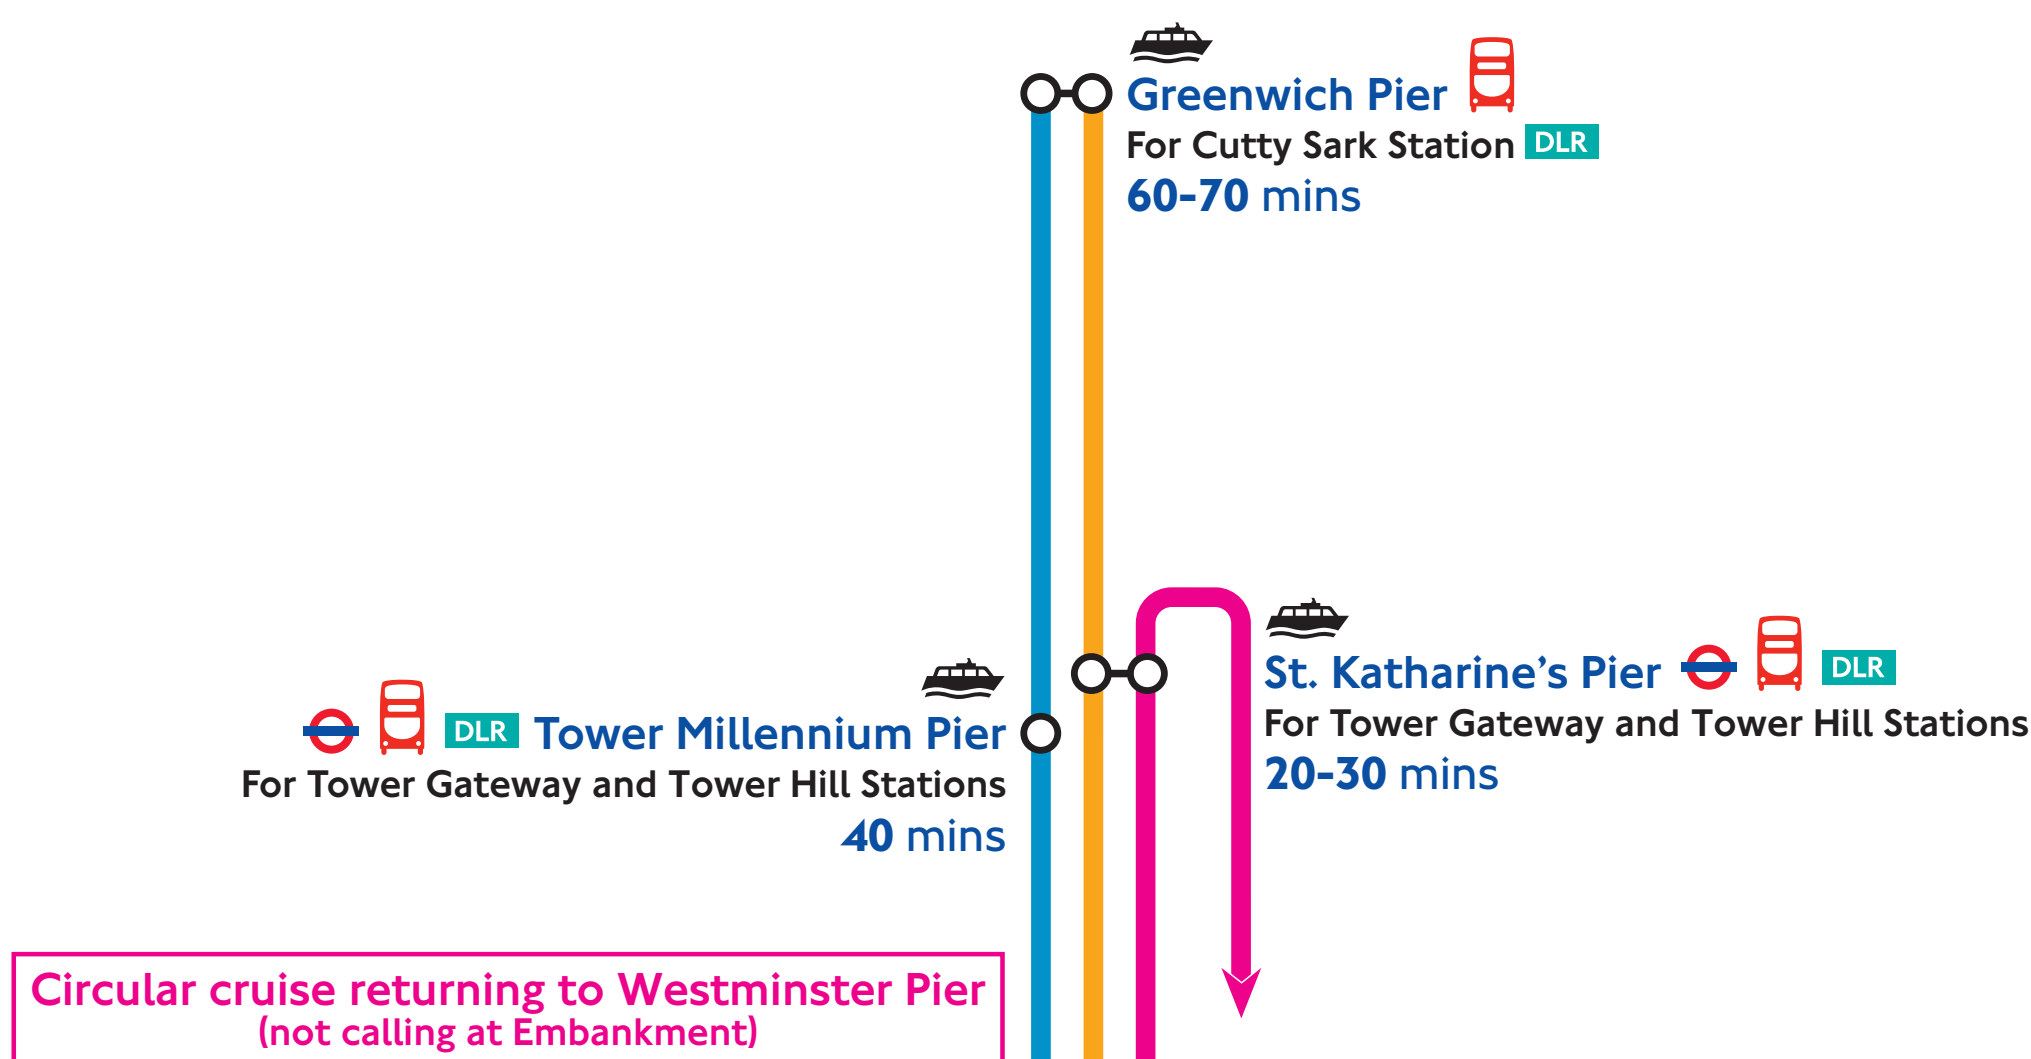 Greenwich Pier
For Cutty Sark Station DLR
60-70 mins
St. Katharine’s Pier DLR
For Tower Gateway and Tower Hill Stations
20-30 mins
DLR Tower Millennium Pier
For Tower Gateway and Tower Hill Stations
40 mins
Circular cruise returning to Westminster Pier
(not calling at Embankment)